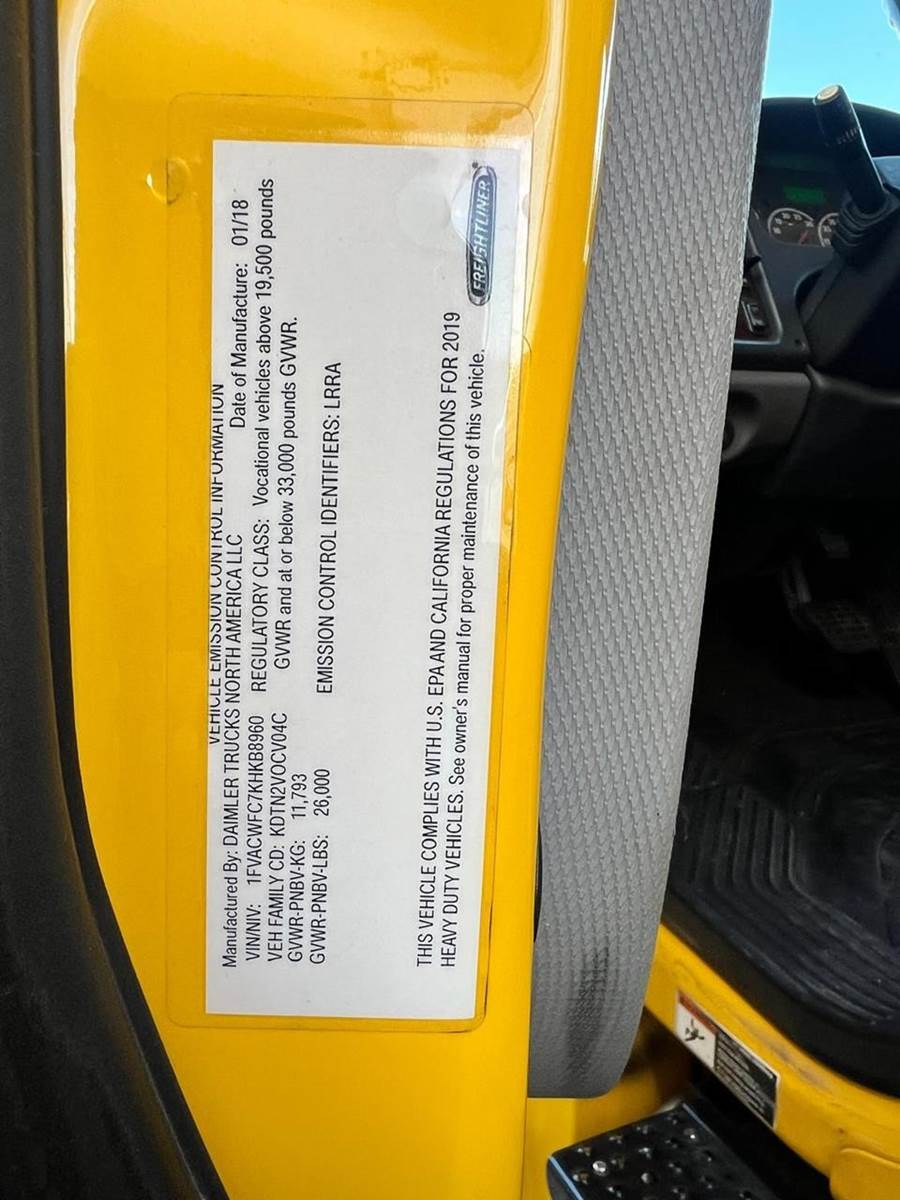 VEHICLE EMISSION CONTROL INFORMATION
Manufactured By: DAIMLER TRUCKS NORTH AMERICA LLC Date of Manufacture: 01/18
VIN/NIV: 1FVACWFC7KHKB8960 REGULATORY CLASS: Vocational vehicles above 19,500 pounds
VEH FAMILY CD: KDTN2VOCV04C GVWR and at or below 33,000 pounds GVWR.
GVWR-PNBV-KG: 11,793
GVWR-PNBV-LBS: 26,000 EMISSION CONTROL IDENTIFIERS: LRRA
THIS VEHICLE COMPLIES WITH U.S. EPA AND CALIFORNIA REGULATIONS FOR 2019
HEAVY DUTY VEHICLES. See owner's manual for proper maintenance of this vehicle.
FREIGHTLINER